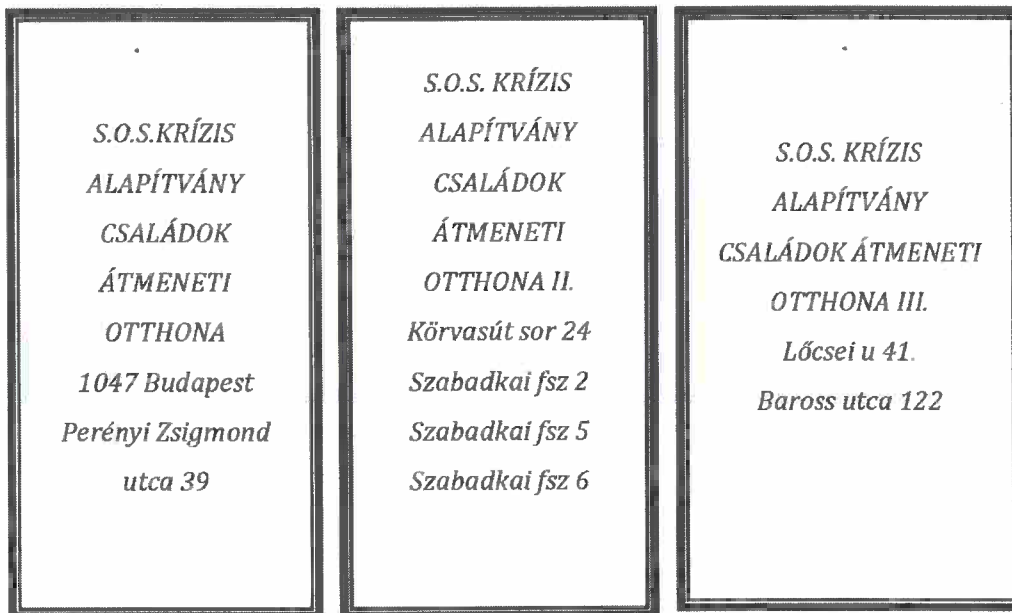 S.O.S.KRÍZIS
ALAPÍTVÁNY
CSALÁDOK
ÁTMENETI
OTTHONA
1047 Budapest
Perényi Zsigmond
utca 39
S.O.S. KRÍZIS
ALAPÍTVÁNY
CSALÁDOK
ÁTMENETI
OTTHONA II.
Körvasút sor 24
Szabadkai fsz 2
Szabadkai fsz 5
Szabadkai fsz 6
S.O.S. KRÍZIS
ALAPÍTVÁNY
CSALÁDOK ÁTMENETI
OTTHONA III.
Lőcsei u 41.
Baross utca 122